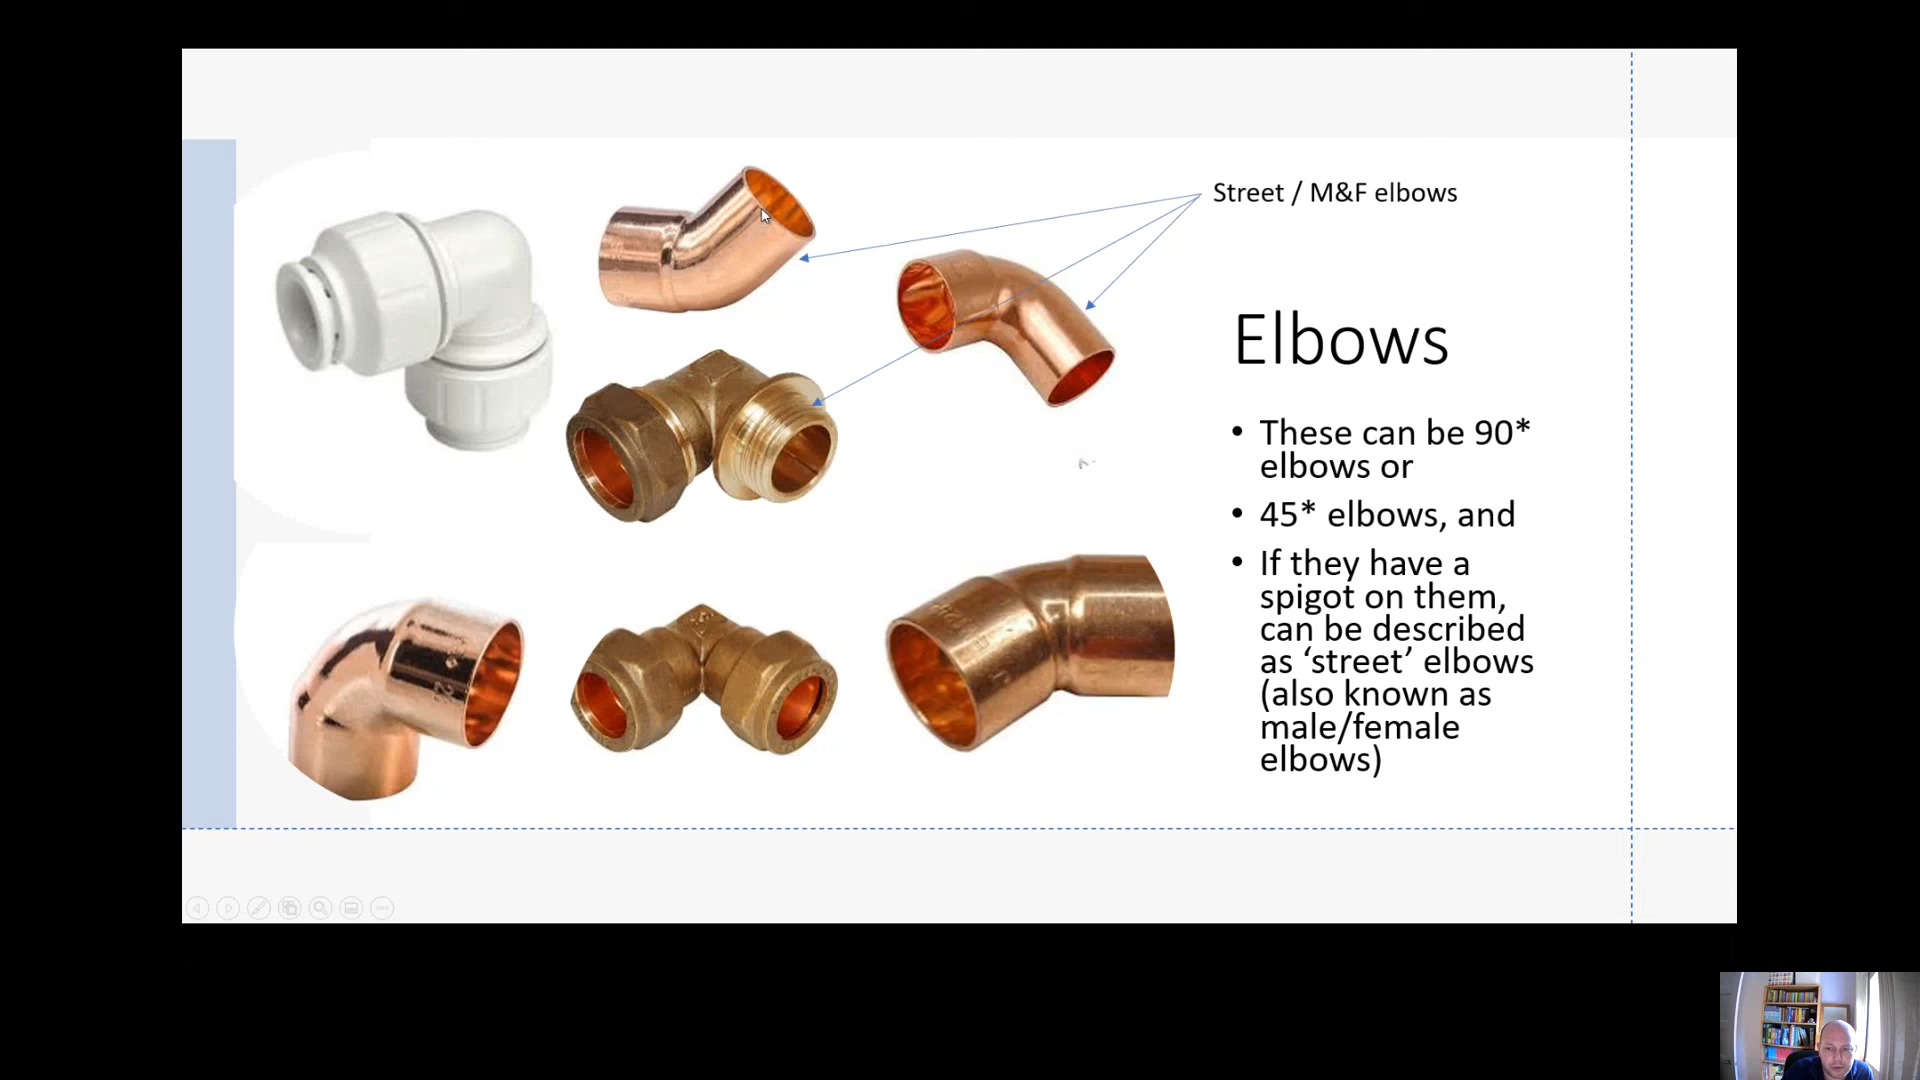 Street / M&F elbows
Elbows
• These can be 90*
elbows or
• 45* elbows, and
• If they have a
spigot on them,
can be described
as ‘street’ elbows
(also known as
male/female
elbows)